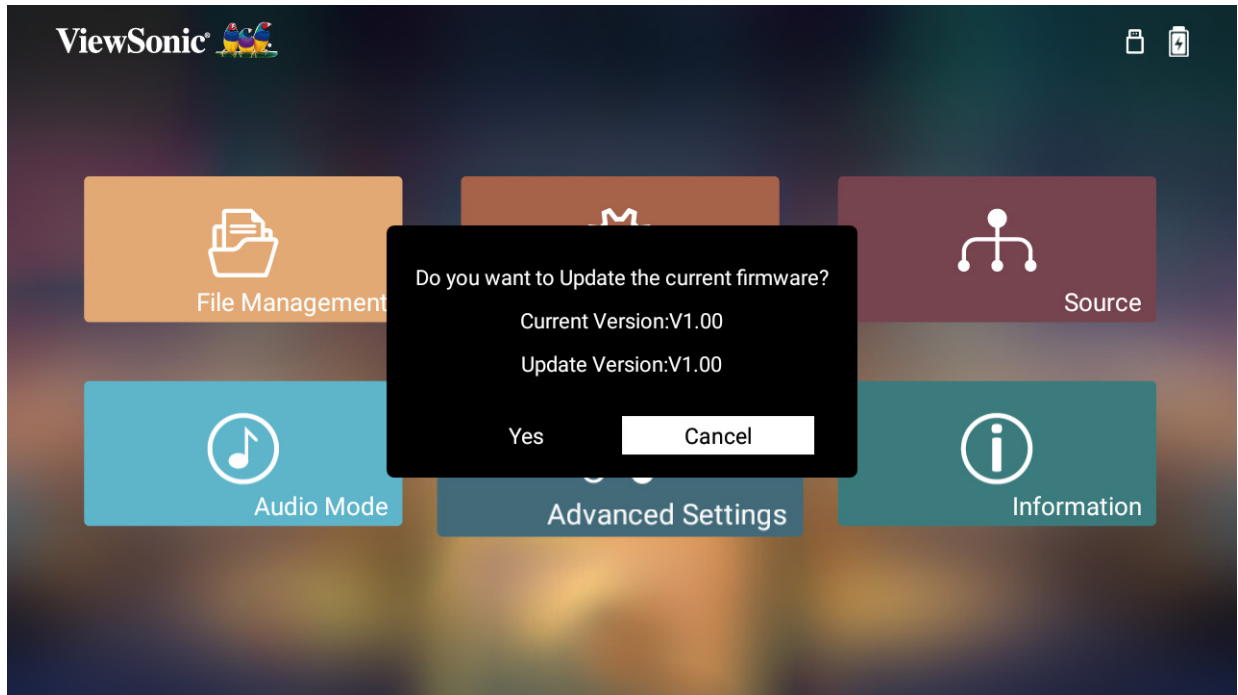 ViewSonic®
Do you want to Update the current firmware?
Current Version:V1.00
Update Version:V1.00
Yes
Cancel
File Management
Source
Audio Mode
Advanced Settings
Information